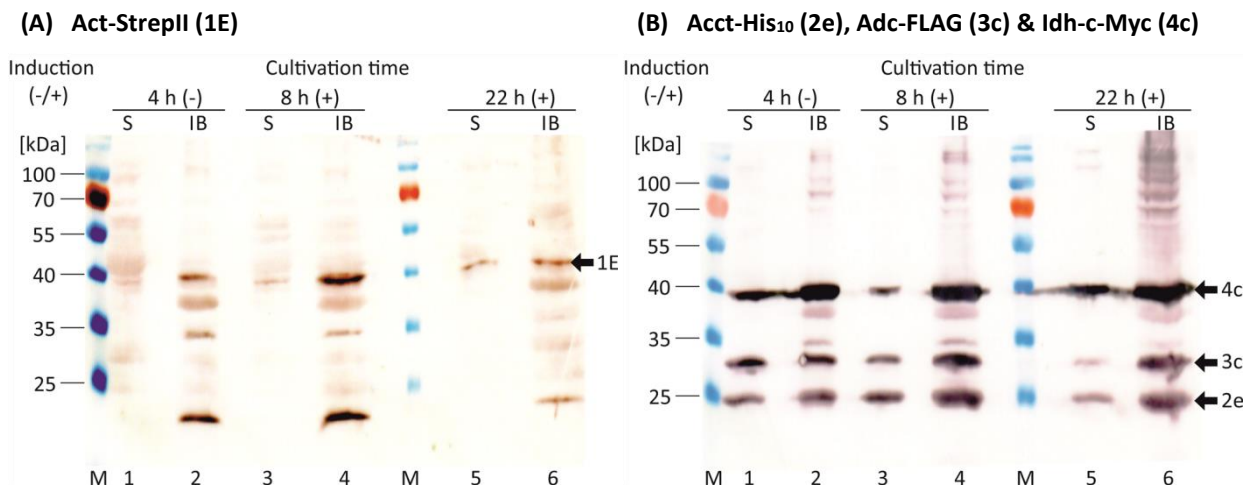 (A) Act-StrepII (1E)
Induction
(-/+)
Cultivation time
4 h (-) 8 h (+) 22 h (+)
S IB S IB S IB
[kDa]
100
70
55
40
35
25
1E
M 1 2 3 4 M 5 6
(B) Acct-His₁₀ (2e), Adc-FLAG (3c) & Idh-c-Myc (4c)
Induction
(-/+)
Cultivation time
4 h (-) 8 h (+) 22 h (+)
S IB S IB S IB
[kDa]
100
70
55
40
35
25
4c
3c
2e
M 1 2 3 4 M 5 6